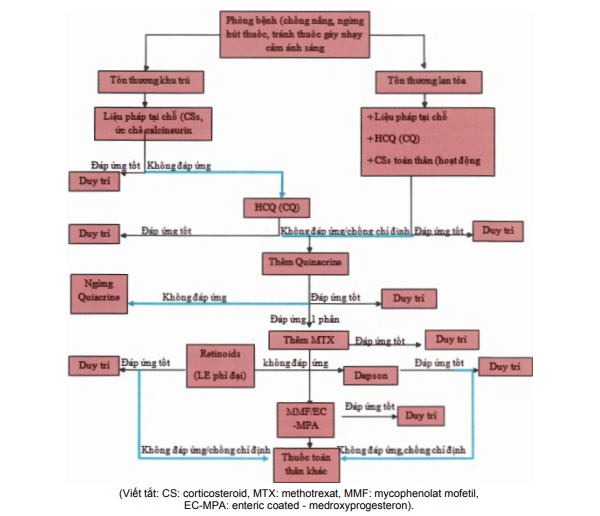 Phòng bệnh (chống nắng, ngừng
hút thuốc, tránh thuốc gây nhạy
cảm ánh sáng
Tổn thương khu trú
Tổn thương lan tỏa
Liệu pháp tại chỗ (CSs,
ức chế calcineurin
+Liệu pháp tại chỗ
+HCQ (CQ)
+CSs toàn thân (hoạt động
Đáp ứng tốt
Không đáp ứng
Duy trì
HCQ (CQ)
Duy trì
Đáp ứng tốt
Không đáp ứng/chống chỉ định
Đáp ứng tốt
Duy trì
Thêm Quinacrine
Ngừng
Quiacrine
Không đáp ứng
Đáp ứng tốt
Duy trì
Đáp ứng 1 phần
Thêm MTX
Đáp ứng tốt
Duy trì
Duy trì
Đáp ứng tốt
Retinoids
(LE phì đại)
không đáp ứng
Dapson
Đáp ứng tốt
Duy trì
MMF/EC
-MPA
Đáp ứng tốt
Duy trì
Không đáp ứng/chống chỉ định
Không đáp ứng,chống chỉ định
Thuốc toàn
thân khác
(Viết tắt: CS: corticosteroid, MTX: methotrexat, MMF: mycophenolat mofetil,
EC-MPA: enteric coated - medroxyprogesteron).